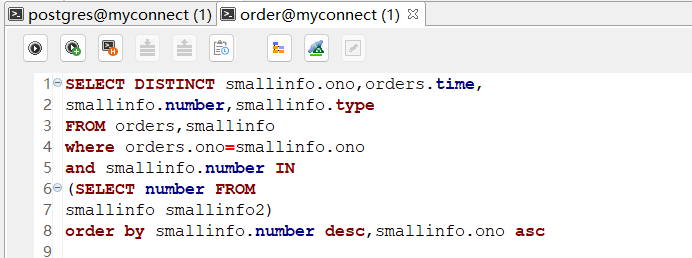 postgres@myconnect (1) order@myconnect (1)
1 SELECT DISTINCT smallinfo.ono,orders.time,
2 smallinfo.number,smallinfo.type
3 FROM orders,smallinfo
4 where orders.ono=smallinfo.ono
5 and smallinfo.number IN
6 (SELECT number FROM
7 smallinfo smallinfo2)
8 order by smallinfo.number desc,smallinfo.ono asc
9